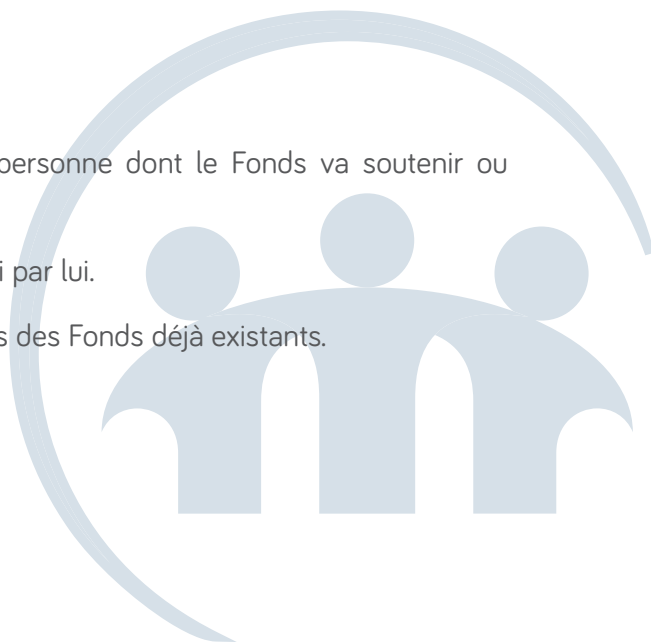 personne dont le Fonds va soutenir ou
par lui.
des Fonds déjà existants.